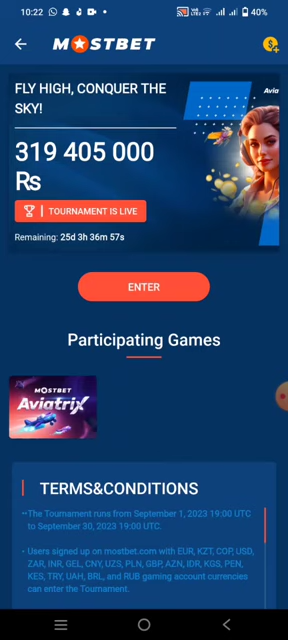 10:22
40%
MOSTBET
FLY HIGH, CONQUER THE
SKY!
Avia
319 405 000
₨
TOURNAMENT IS LIVE
Remaining: 25d 3h 36m 57s
ENTER
Participating Games
MOSTBET
Aviatrix
TERMS&CONDITIONS
The Tournament runs from September 1, 2023 19:00 UTC
to September 30, 2023 19:00 UTC.
• Users signed up on mostbet.com with EUR, KZT, COP, USD,
ZAR, INR, GEL, CNY, UZS, PLN, GBP, AZN, IDR, KGS, PEN,
KES, TRY, UAH, BRL, and RUB gaming account currencies
can enter the Tournament.